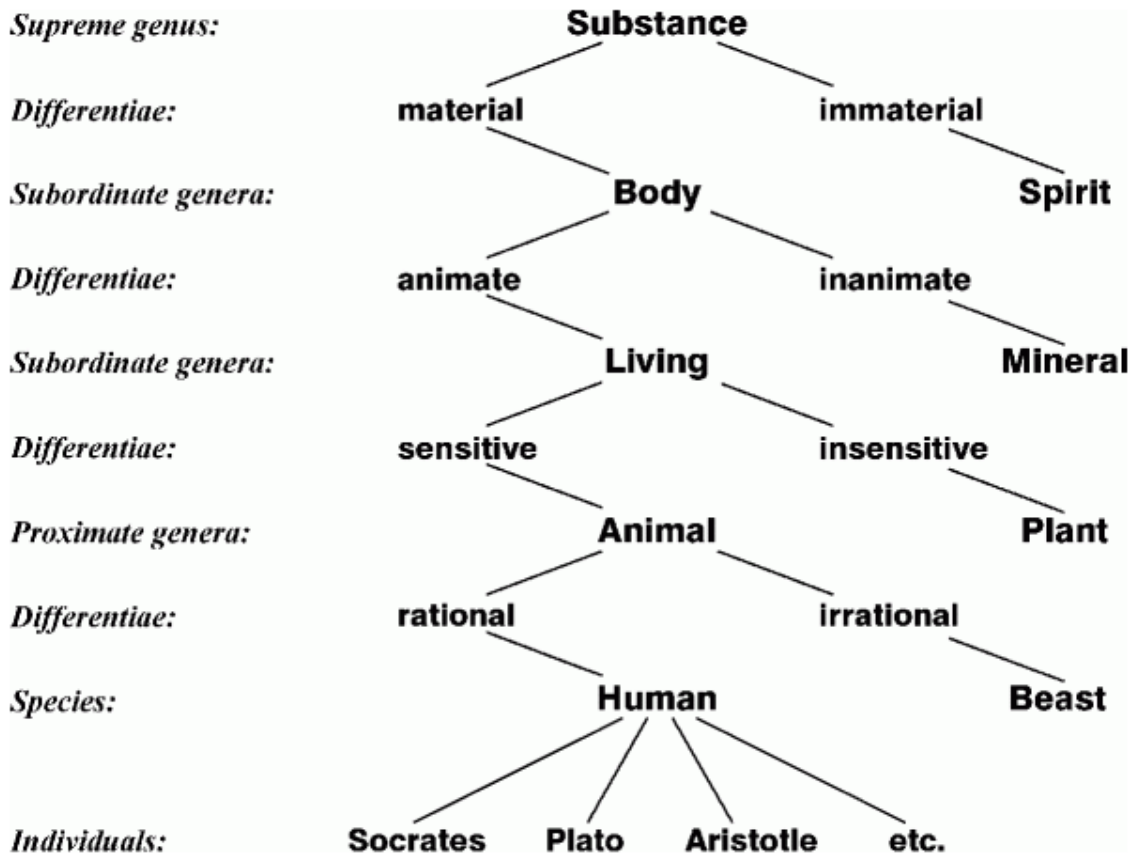 Supreme genus: Substance
Differentiae: material immaterial
Subordinate genera: Body Spirit
Differentiae: animate inanimate
Subordinate genera: Living Mineral
Differentiae: sensitive insensitive
Proximate genera: Animal Plant
Differentiae: rational irrational
Species: Human Beast
Individuals: Socrates Plato Aristotle etc.